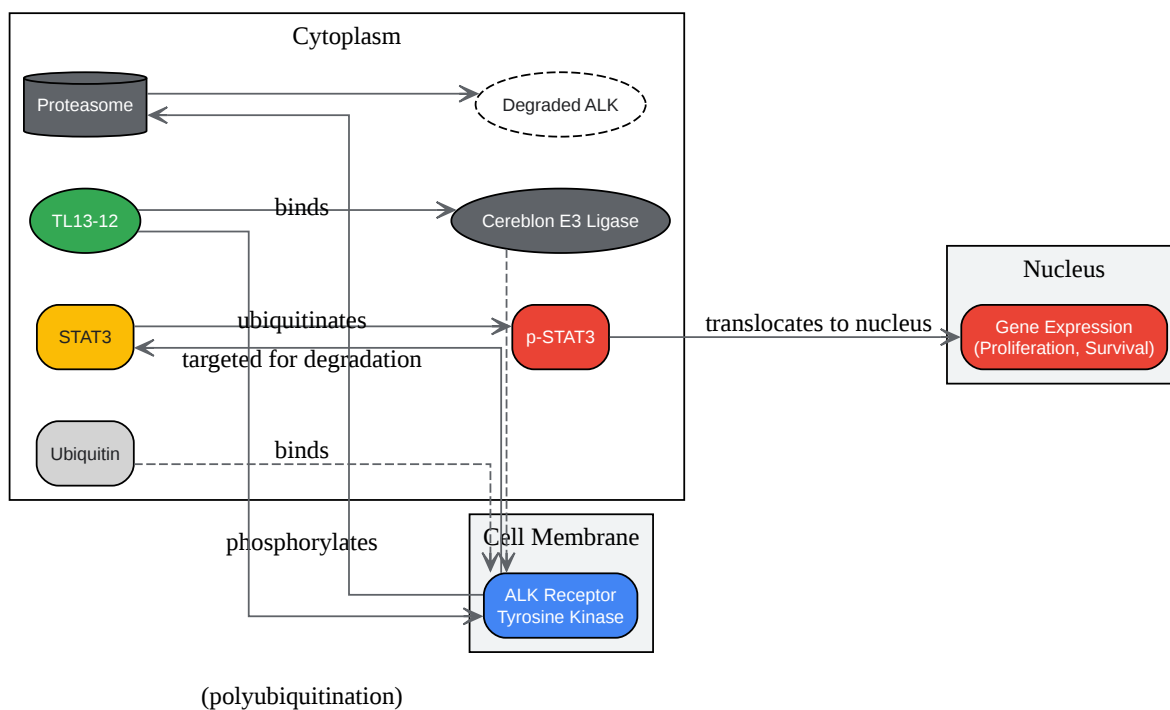 Cytoplasm
Proteasome
Degraded ALK
TL13-12
binds
Cereblon E3 Ligase
Nucleus
STAT3
ubiquitinates
p-STAT3
translocates to nucleus
Gene Expression
(Proliferation, Survival)
targeted for degradation
Ubiquitin
binds
phosphorylates
Cell Membrane
ALK Receptor
Tyrosine Kinase
(polyubiquitination)